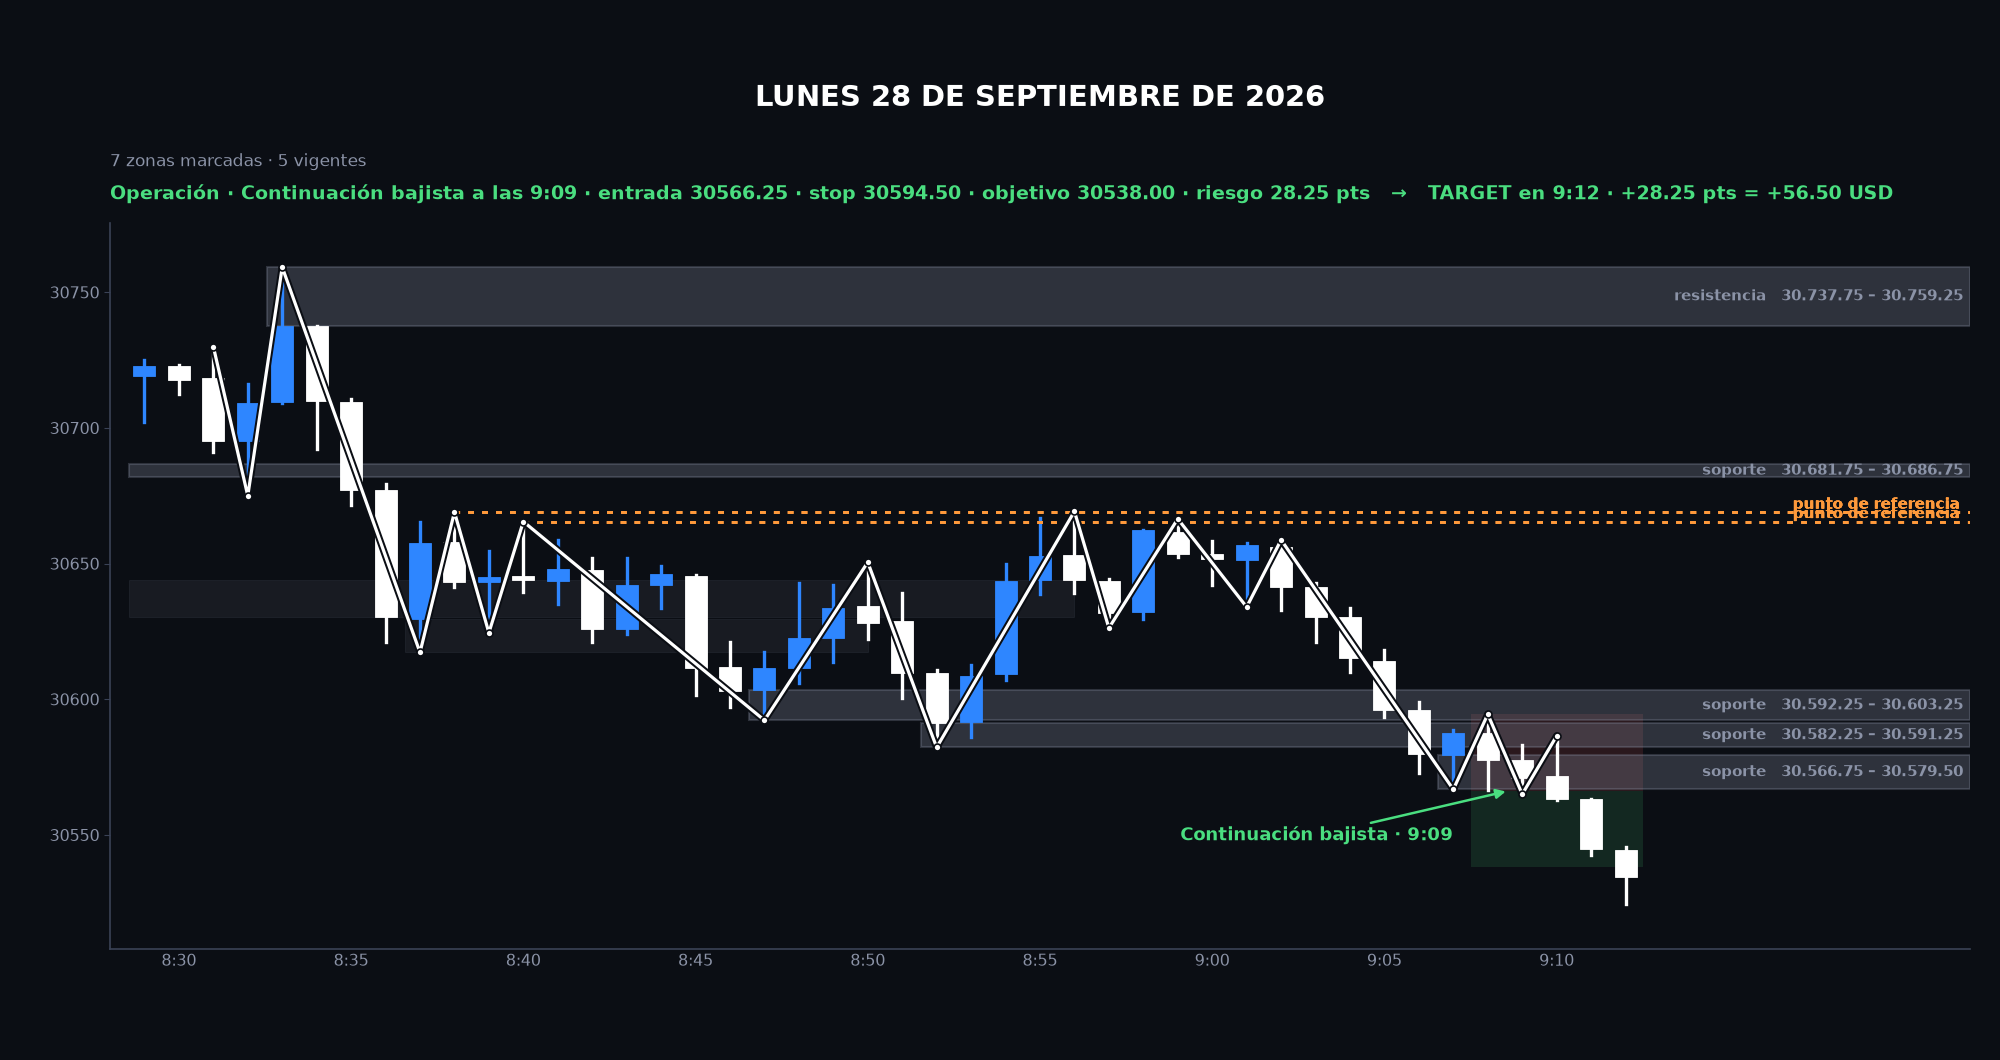 LUNES 28 DE SEPTIEMBRE DE 2026
7 zonas marcadas · 5 vigentes
Operación · Continuación bajista a las 9:09 · entrada 30566.25 · stop 30594.50 · objetivo 30538.00 · riesgo 28.25 pts → TARGET en 9:12 · +28.25 pts = +56.50 USD
30750
resistencia 30.737.75 – 30.759.25
30700
soporte 30.681.75 – 30.686.75
punto de referencia
punto de referencia
30650
30600
soporte 30.592.25 – 30.603.25
soporte 30.582.25 – 30.591.25
soporte 30.566.75 – 30.579.50
30550
Continuación bajista · 9:09
8:30 8:35 8:40 8:45 8:50 8:55 9:00 9:05 9:10